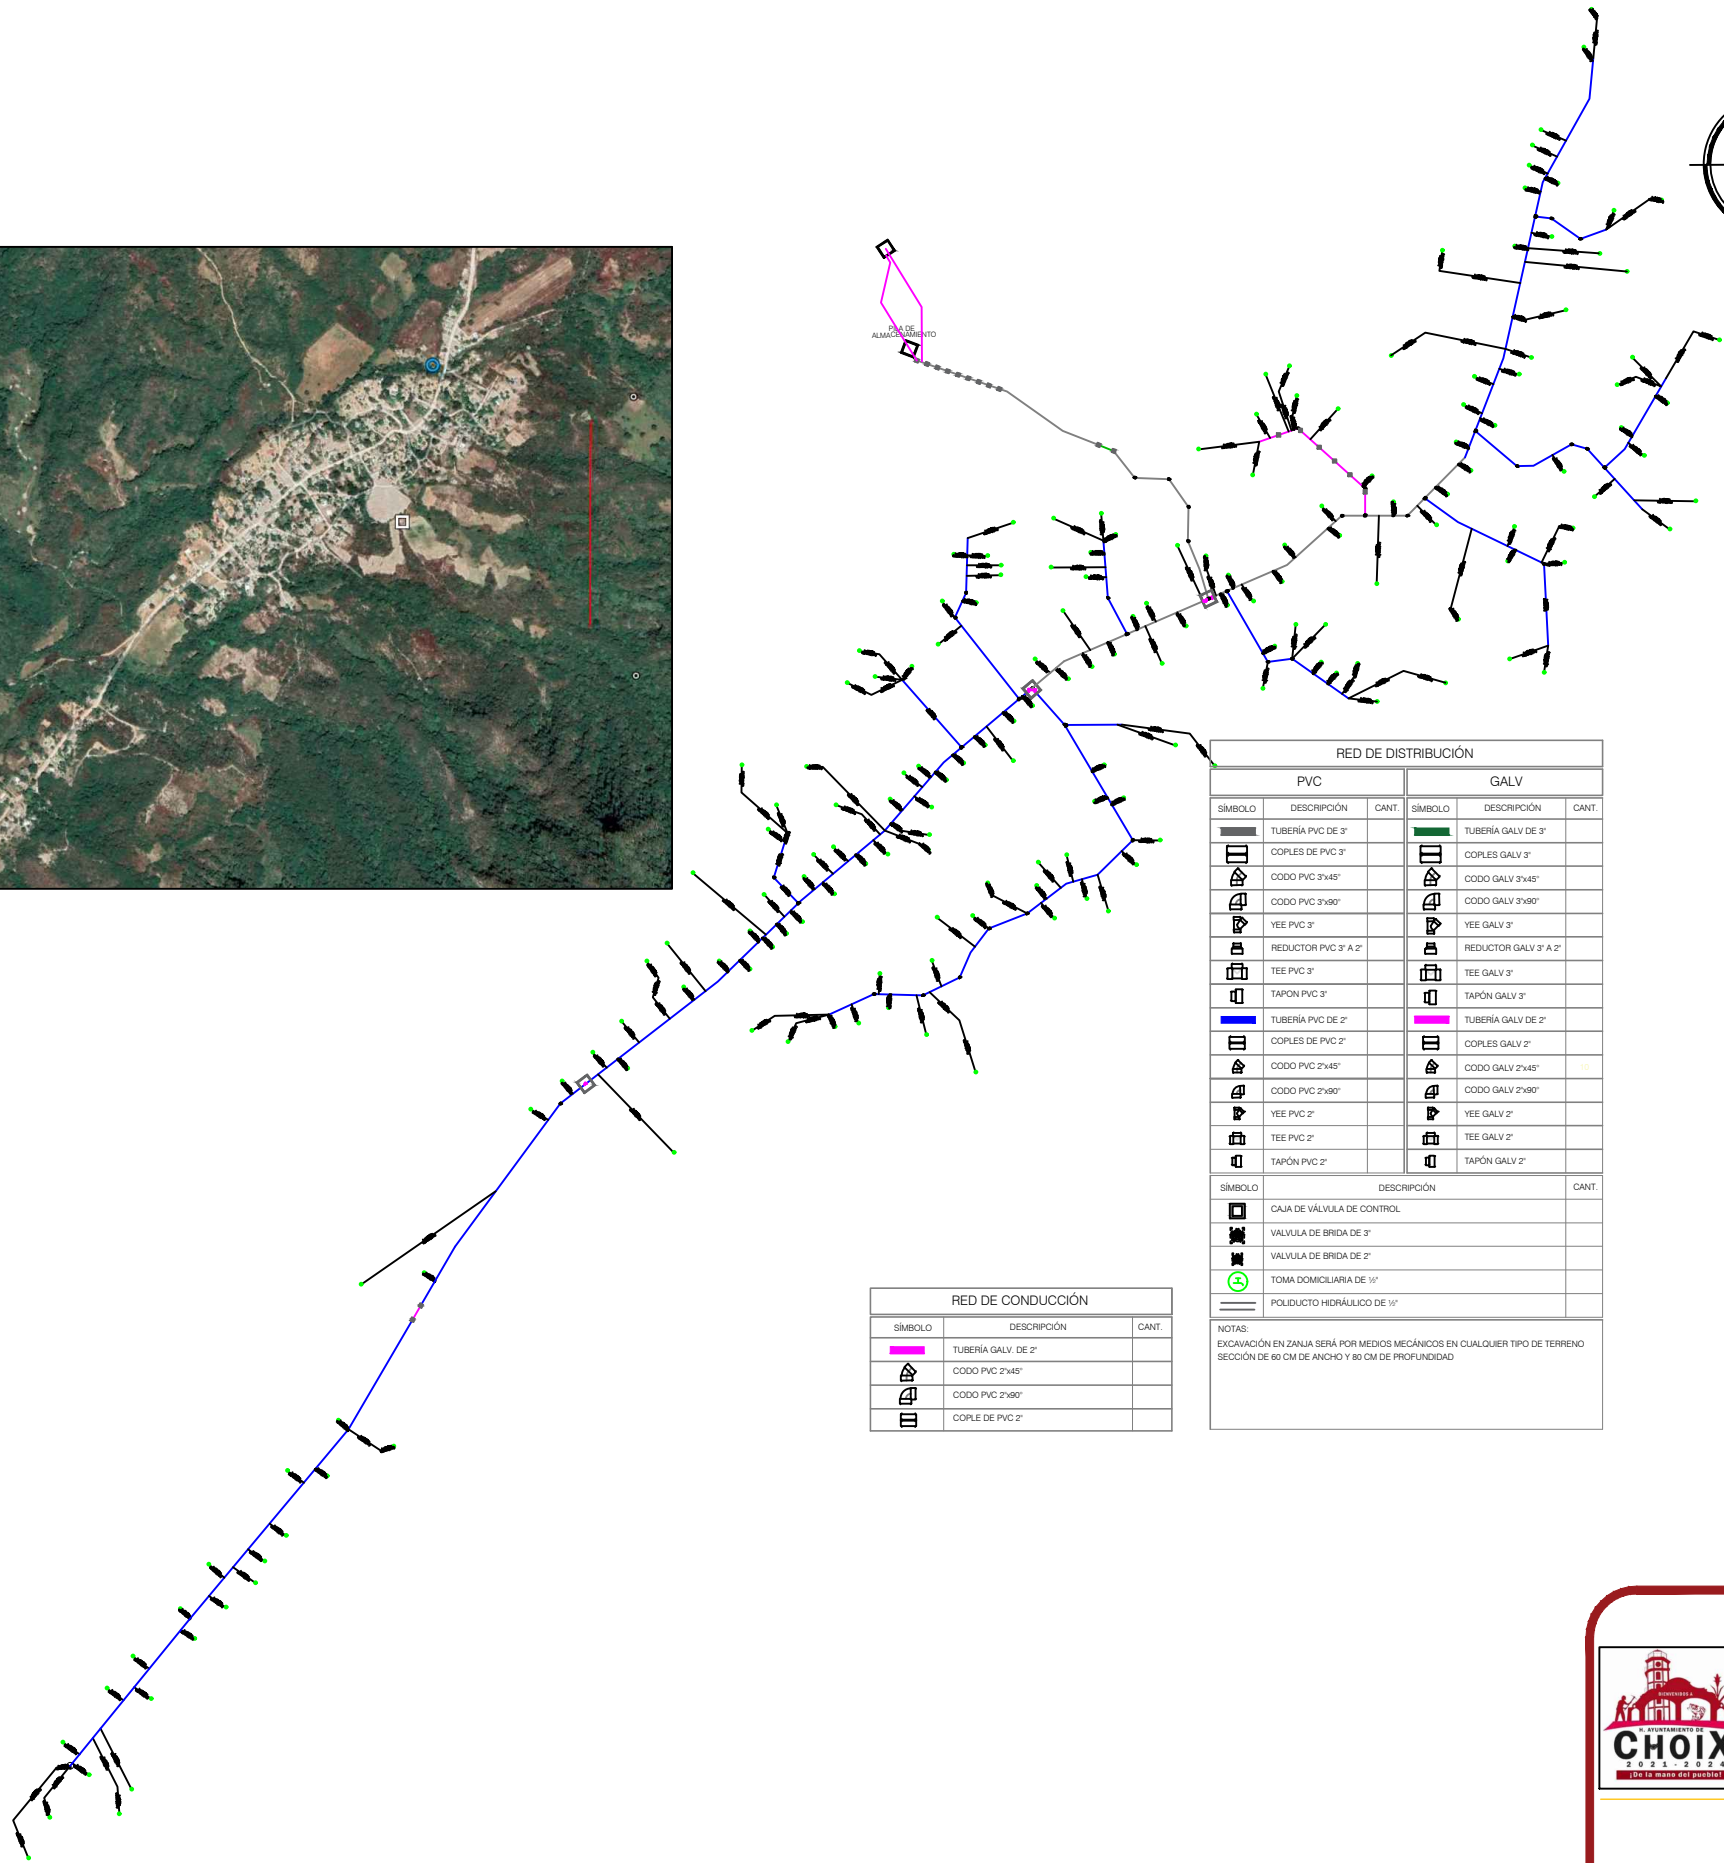 PILA DE
ALMACENAMIENTO
RED DE DISTRIBUCIÓN
PVC GALV
SÍMBOLO DESCRIPCIÓN CANT. SÍMBOLO DESCRIPCIÓN CANT.
TUBERÍA PVC DE 3" TUBERÍA GALV DE 3"
COPLES DE PVC 3" COPLES GALV 3"
CODO PVC 3"x45° CODO GALV 3"x45°
CODO PVC 3"x90° CODO GALV 3"x90°
YEE PVC 3" YEE GALV 3"
REDUCTOR PVC 3" A 2" REDUCTOR GALV 3" A 2"
TEE PVC 3" TEE GALV 3"
TAPON PVC 3" TAPÓN GALV 3"
TUBERÍA PVC DE 2" TUBERÍA GALV DE 2"
COPLES DE PVC 2" COPLES GALV 2"
CODO PVC 2"x45° CODO GALV 2"x45°
CODO PVC 2"x90° CODO GALV 2"x90°
YEE PVC 2" YEE GALV 2"
TEE PVC 2" TEE GALV 2"
TAPÓN PVC 2" TAPÓN GALV 2"
SÍMBOLO DESCRIPCIÓN CANT.
CAJA DE VÁLVULA DE CONTROL
VALVULA DE BRIDA DE 3"
VALVULA DE BRIDA DE 2"
TOMA DOMICILIARIA DE ½"
POLIDUCTO HIDRÁULICO DE ½"
NOTAS:
EXCAVACIÓN EN ZANJA SERÁ POR MEDIOS MECÁNICOS EN CUALQUIER TIPO DE TERRENO
SECCIÓN DE 60 CM DE ANCHO Y 80 CM DE PROFUNDIDAD
RED DE CONDUCCIÓN
SÍMBOLO DESCRIPCIÓN CANT.
TUBERÍA GALV. DE 2"
CODO PVC 2"x45°
CODO PVC 2"x90°
COPLE DE PVC 2"
BIENVENIDOS A
H. AYUNTAMIENTO DE
CHOIX
2021-2024
¡De la mano del pueblo!